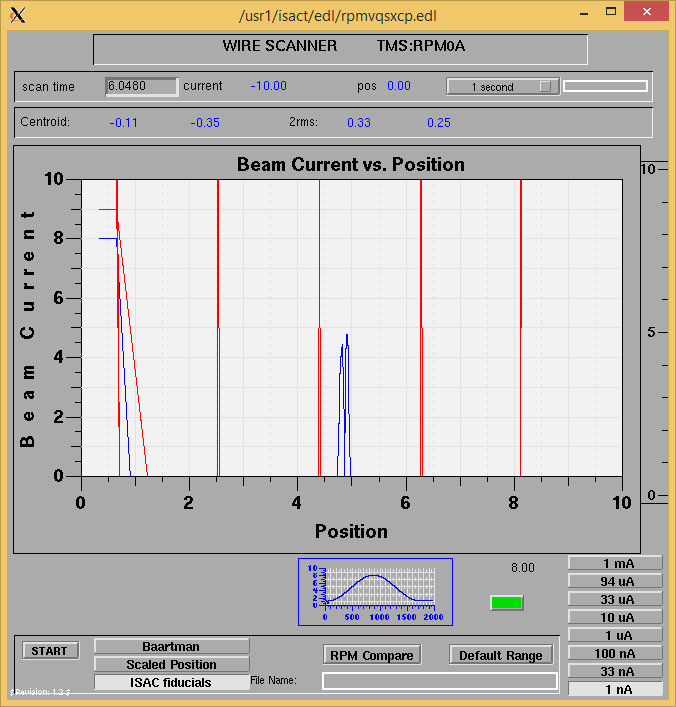 /usr1/isact/edl/rpmvqsxcp.edl
WIRE SCANNER TMS:RPM0A
scan time 6.0480 current -10.00 pos 0.00 1 second
Centroid: -0.11 -0.35 2rms: 0.33 0.25
Beam Current vs. Position
10
8
6
4
2
0
Beam Current
0 2 4 6 8 10
Position
10
5
0
10
8
6
4
2
0
0 500 1000 1500 2000
8.00
1 mA
94 uA
33 uA
10 uA
1 uA
100 nA
33 nA
1 nA
START
Baartman
Scaled Position
ISAC fiducials
RPM Compare
Default Range
File Name:
$Revision: 1.2 $